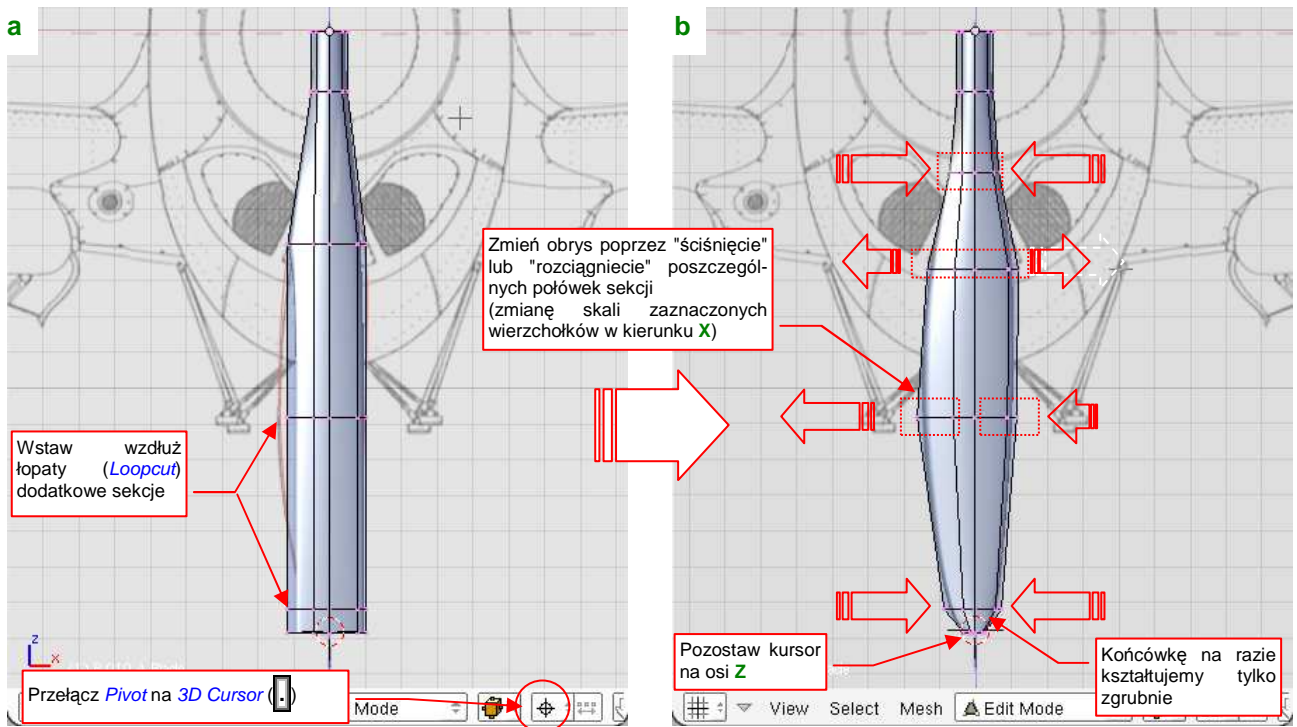 a
b
Zmień obrys poprzez "ściśnięcie"
lub "rozciągniecie" poszczegól-
nych połówek sekcji
(zmianę skali zaznaczonych
wierzchołków w kierunku X)
Wstaw wzdłuż
łopaty (Loopcut)
dodatkowe sekcje
Przełącz Pivot na 3D Cursor (.)
Pozostaw kursor
na osi Z
Końcówkę na razie
kształtujemy tylko
zgrubnie
z
x
Mode
View Select Mesh Edit Mode